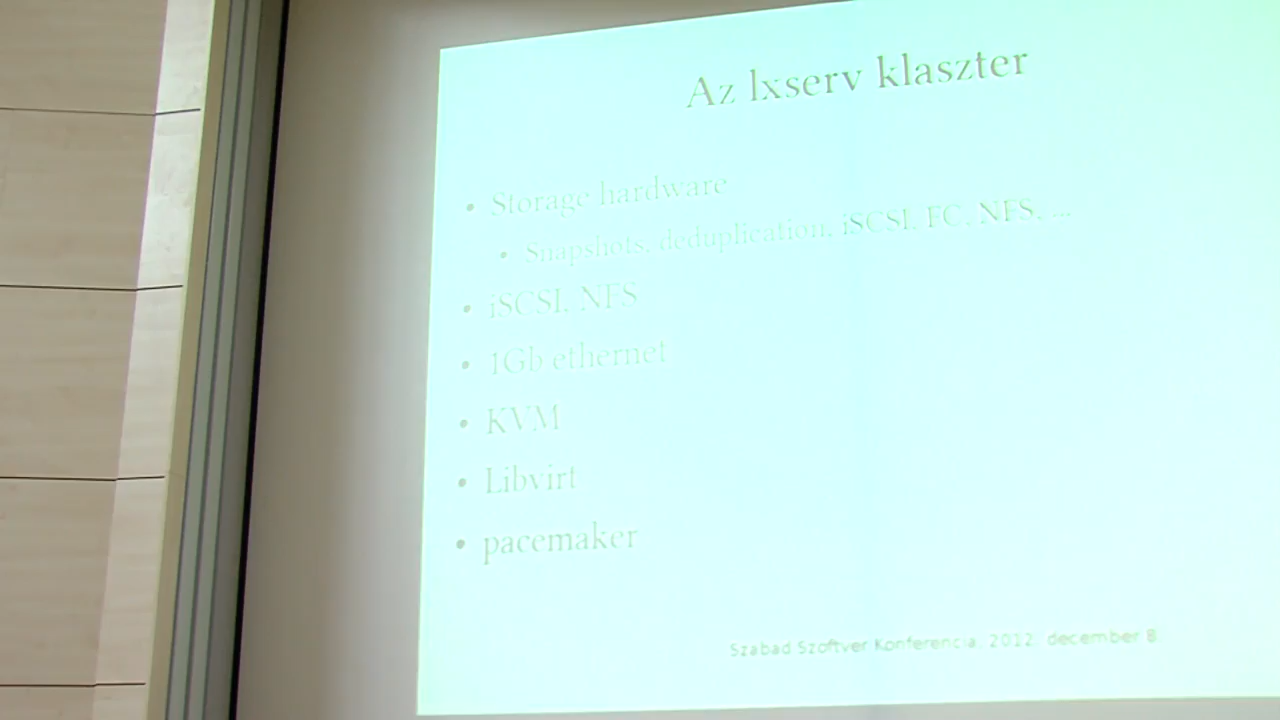 Az lxserv klaszter
• Storage hardware
• Snapshots, deduplication, iSCSI, FC, NFS, ...
• iSCSI, NFS
• 1Gb ethernet
• KVM
• Libvirt
• pacemaker
Szabad Szoftver Konferencia, 2012. december 8.